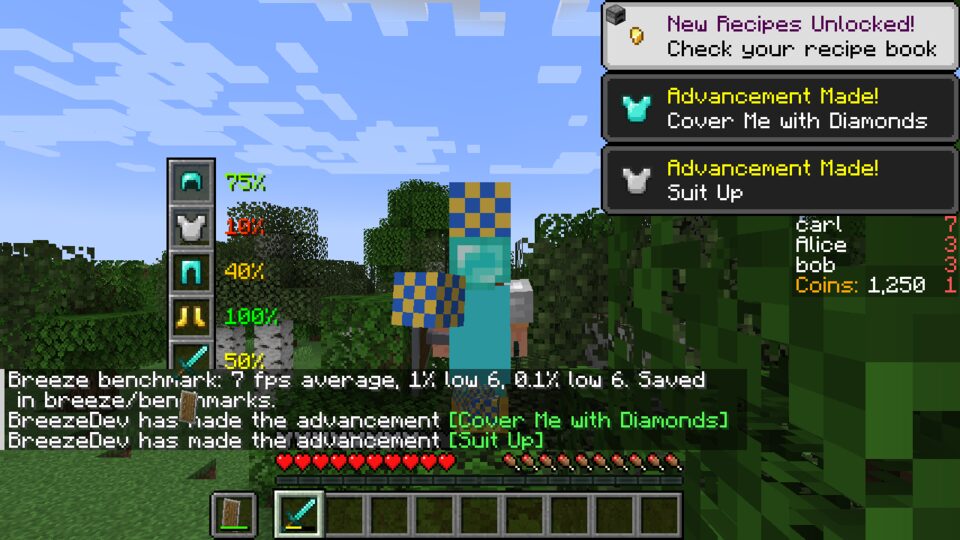 New Recipes Unlocked!
Check your recipe book
Advancement Made!
Cover Me with Diamonds
Advancement Made!
Suit Up
75%
10%
40%
100%
50%
carl 7
Alice 3
bob 3
Coins: 1,250 1
Breeze benchmark: 7 fps average, 1% low 6, 0.1% low 6. Saved
in breeze/benchmarks.
BreezeDev has made the advancement [Cover Me with Diamonds]
BreezeDev has made the advancement [Suit Up]